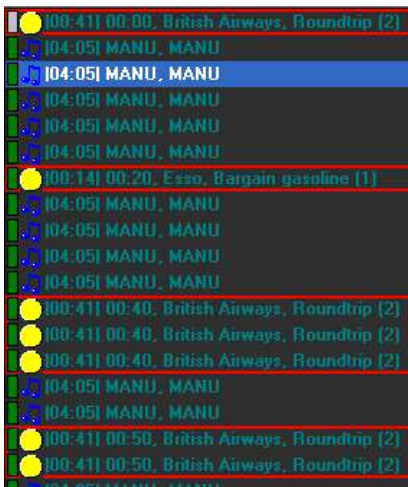 |00:41| 00:00, British Airways, Roundtrip (2)
|04:05| MANU, MANU
|04:05| MANU, MANU
|04:05| MANU, MANU
|04:05| MANU, MANU
|04:05| MANU, MANU
|00:14| 00:20, Esso, Bargain gasoline (1)
|04:05| MANU, MANU
|04:05| MANU, MANU
|04:05| MANU, MANU
|04:05| MANU, MANU
|00:41| 00:40, British Airways, Roundtrip (2)
|00:41| 00:40, British Airways, Roundtrip (2)
|00:41| 00:40, British Airways, Roundtrip (2)
|04:05| MANU, MANU
|04:05| MANU, MANU
|00:41| 00:50, British Airways, Roundtrip (2)
|00:41| 00:50, British Airways, Roundtrip (2)